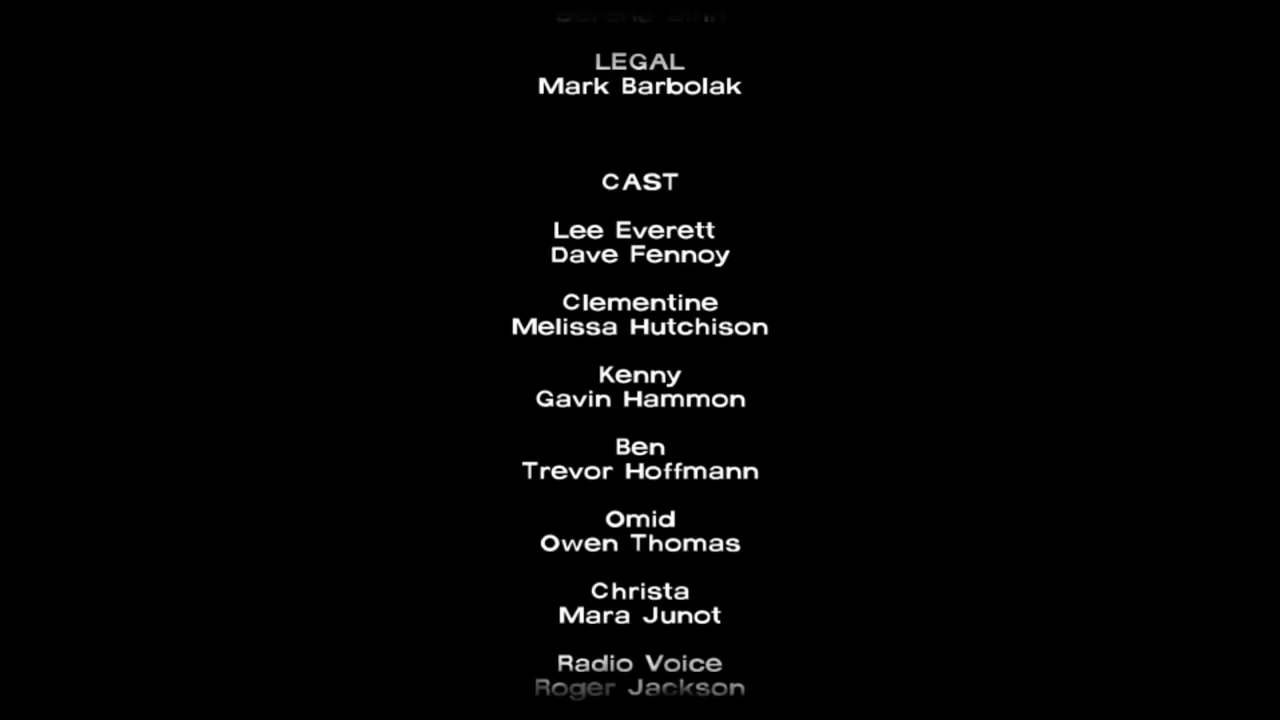 LEGAL
Mark Barbolak
CAST
Lee Everett
Dave Fennoy
Clementine
Melissa Hutchison
Kenny
Gavin Hammon
Ben
Trevor Hoffmann
Omid
Owen Thomas
Christa
Mara Junot
Radio Voice
Roger Jackson